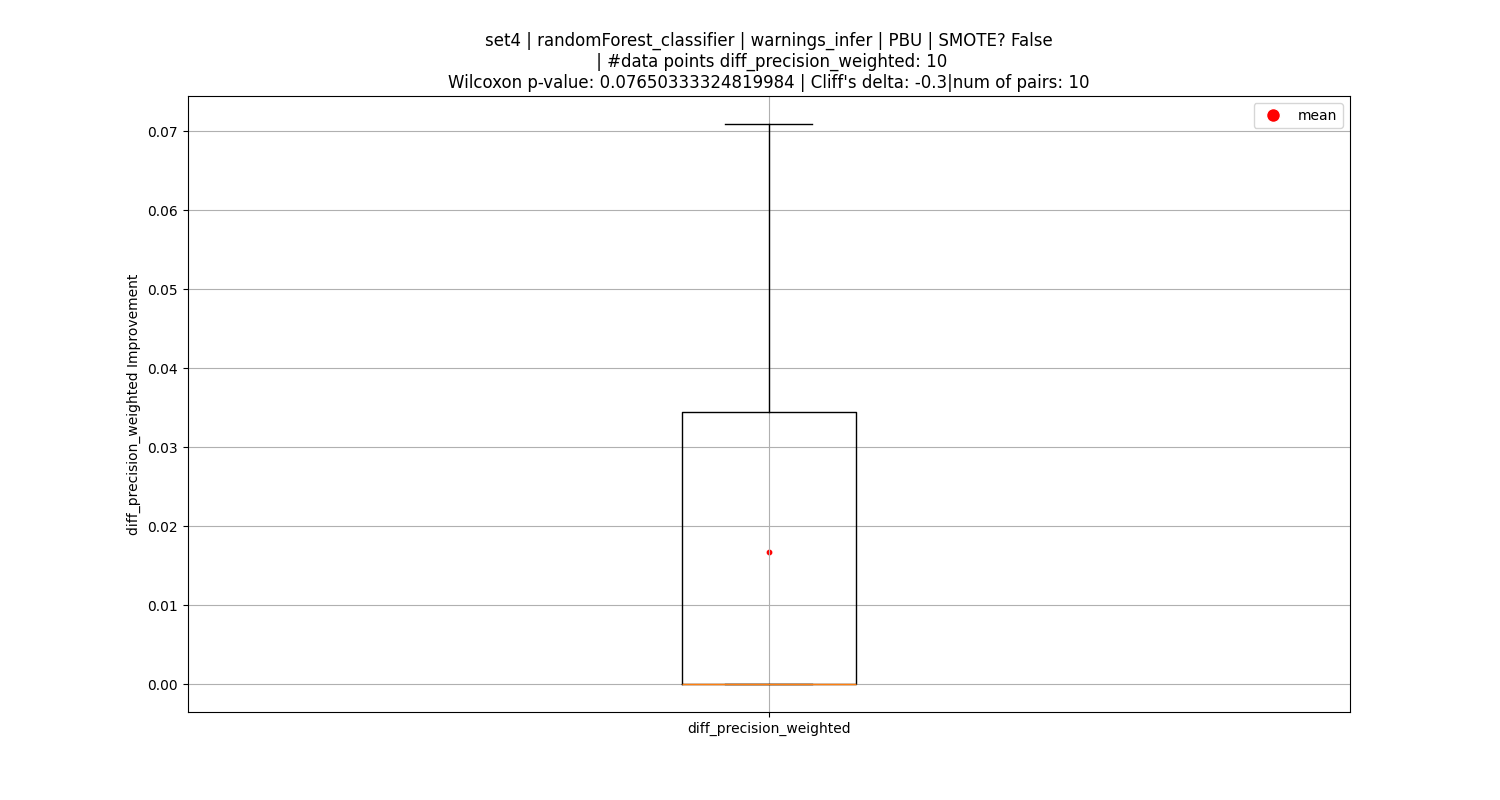 set4 | randomForest_classifier | warnings_infer | PBU | SMOTE? False
| #data points diff_precision_weighted: 10
Wilcoxon p-value: 0.07650333324819984 | Cliff's delta: -0.3|num of pairs: 10
mean
0.07
0.06
0.05
0.04
0.03
0.02
0.01
0.00
diff_precision_weighted Improvement
diff_precision_weighted